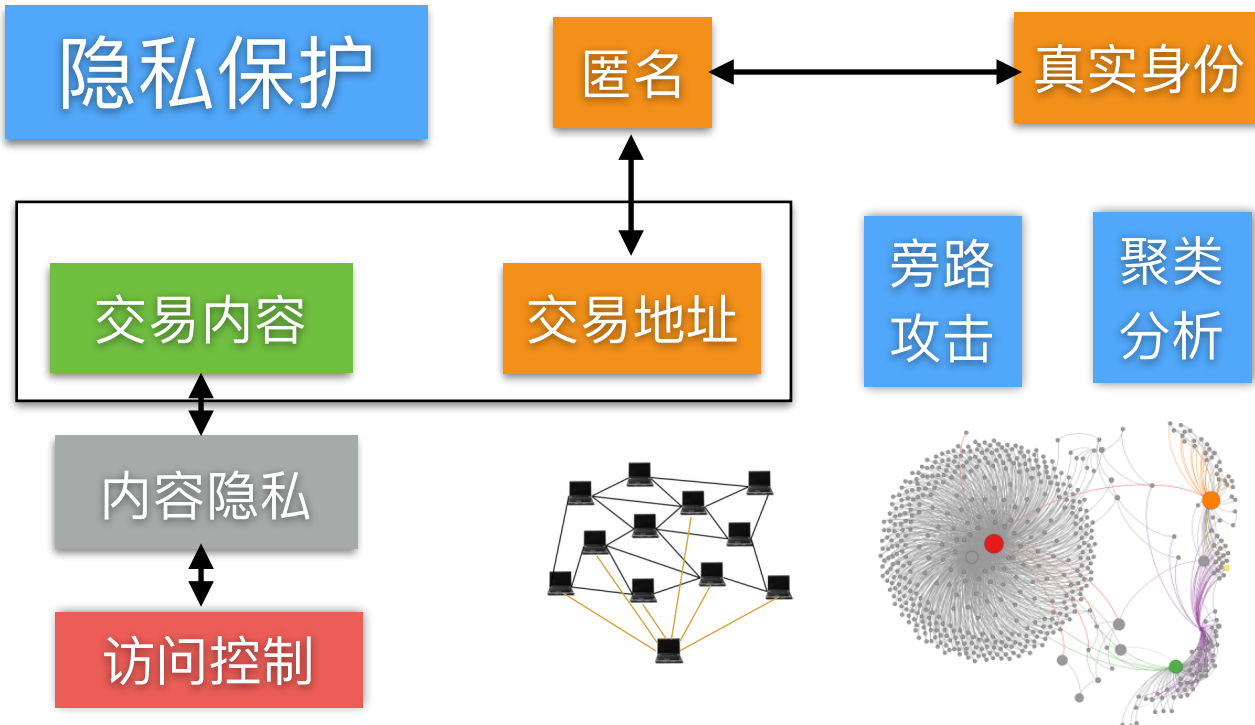 隐私保护
匿名
真实身份
交易内容
交易地址
旁路
攻击
聚类
分析
内容隐私
访问控制